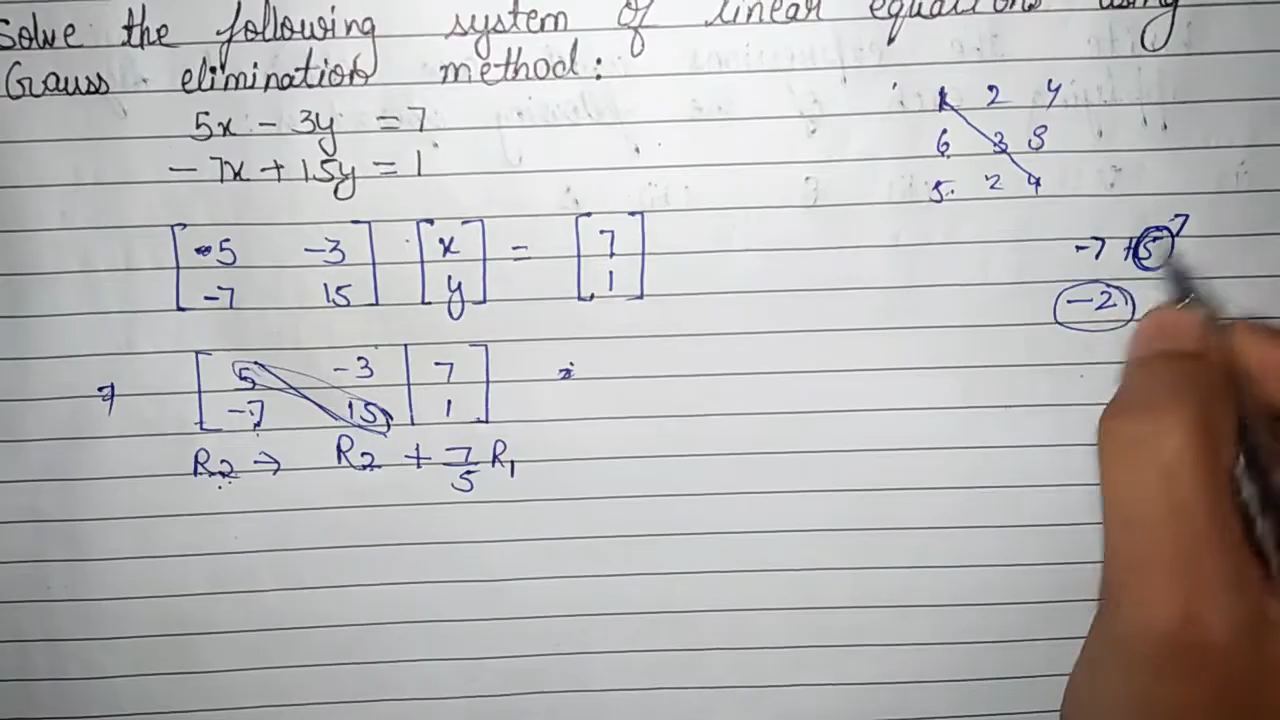 Solve the following system of linear equations using
Gauss elimination method:
5x - 3y = 7
- 7x + 15y = 1
1 2 4
6 3 8
5 2 4
[5 -3] [x] = [7]
[-7 15] [y] [1]
-7 + 5 7
-2
[5 -3 | 7]
[-7 15 | 1]
R2 → R2 + 7/5 R1